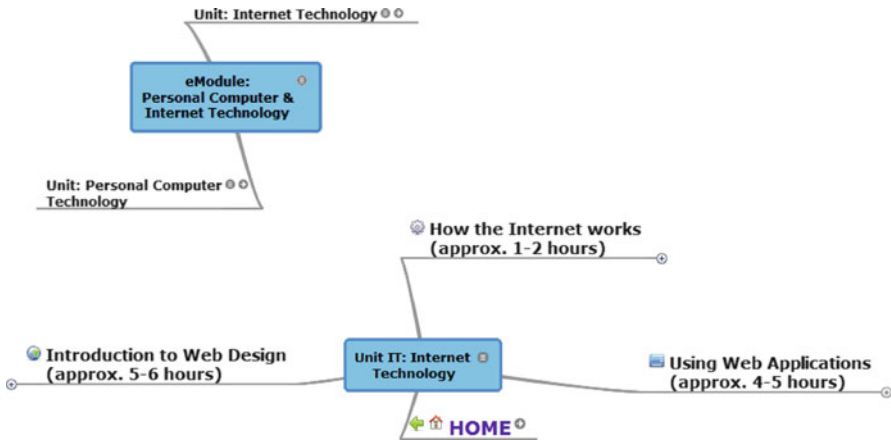 Unit: Internet Technology
eModule:
Personal Computer &
Internet Technology
Unit: Personal Computer
Technology
How the Internet works
(approx. 1-2 hours)
Introduction to Web Design
(approx. 5-6 hours)
Unit IT: Internet
Technology
Using Web Applications
(approx. 4-5 hours)
HOME